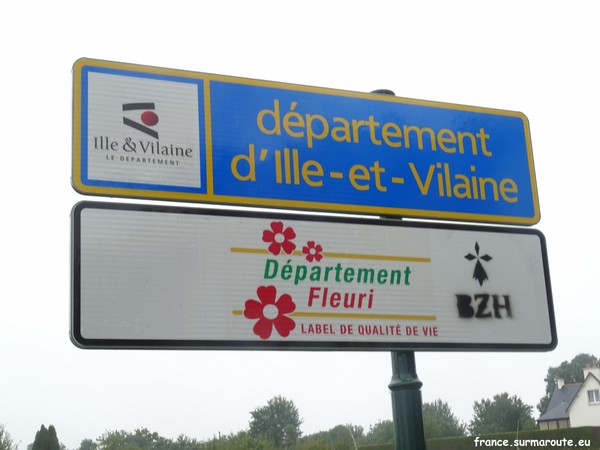 Ille & Vilaine
LE DÉPARTEMENT
département
d'Ille-et-Vilaine
Département
Fleuri
LABEL DE QUALITÉ DE VIE
BZH
france.surmaroute.eu